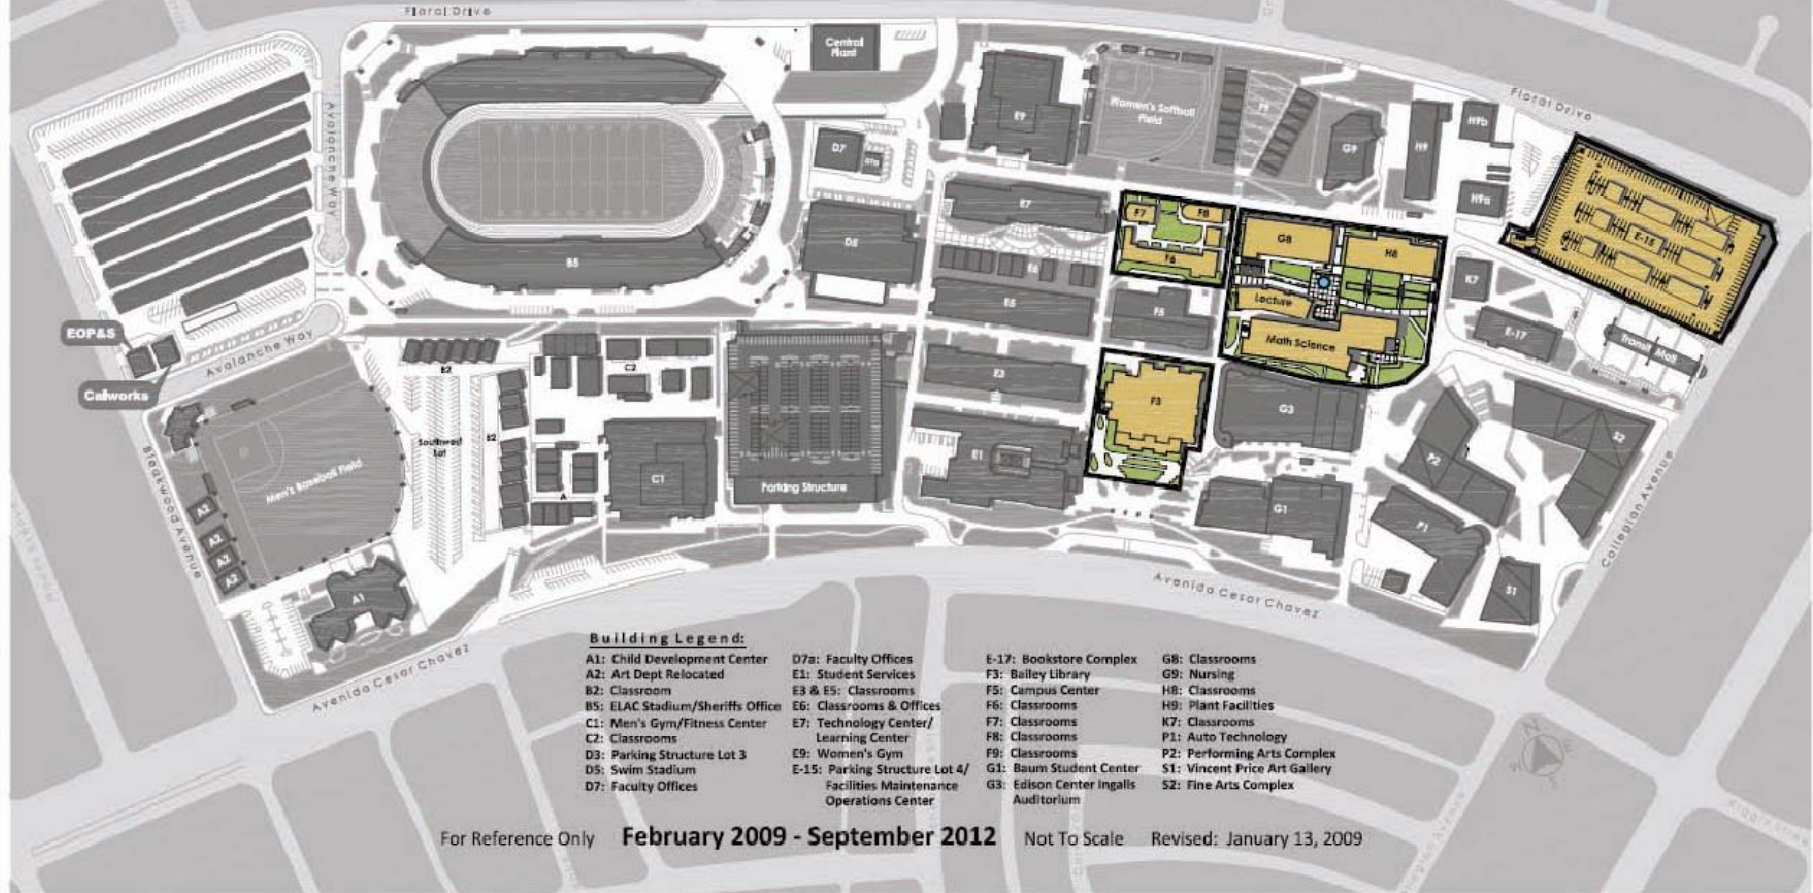 Floral Drive
Central
Plant
Floral Drive
Avalanche Way
Women's Softball
Field
E9
F9
G9
H9
H9b
H9a
D7
D7a
E7
F7
F8
F6
G8
H8
E-15
B5
D5
E6
E5
F5
Lecture
Math Science
K7
E-17
Transit Mall
EOP&S
Calworks
Avalanche Way
B2
C2
E3
F3
G3
S2
P2
Southwest
Lot
B2
Men's Baseball Field
A2
A2
A2
A2
A
C1
Parking Structure
E1
G1
P1
S1
A1
Bleakwood Avenue
Collegian Avenue
Avenida Cesar Chavez
Avenida Cesar Chavez
Building Legend:
A1: Child Development Center
A2: Art Dept Relocated
B2: Classroom
B5: ELAC Stadium/Sheriffs Office
C1: Men's Gym/Fitness Center
C2: Classrooms
D3: Parking Structure Lot 3
D5: Swim Stadium
D7: Faculty Offices
D7a: Faculty Offices
E1: Student Services
E3 & E5: Classrooms
E6: Classrooms & Offices
E7: Technology Center/
Learning Center
E9: Women's Gym
E-15: Parking Structure Lot 4/
Facilities Maintenance
Operations Center
E-17: Bookstore Complex
F3: Bailey Library
F5: Campus Center
F6: Classrooms
F7: Classrooms
F8: Classrooms
F9: Classrooms
G1: Baum Student Center
G3: Edison Center Ingalls
Auditorium
G8: Classrooms
G9: Nursing
H8: Classrooms
H9: Plant Facilities
K7: Classrooms
P1: Auto Technology
P2: Performing Arts Complex
S1: Vincent Price Art Gallery
S2: Fine Arts Complex
For Reference Only February 2009 - September 2012 Not To Scale Revised: January 13, 2009